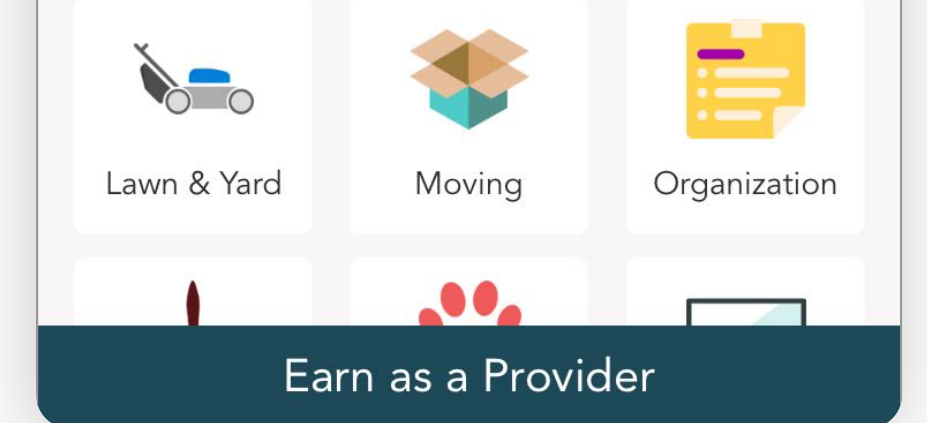 Lawn & Yard
Moving
Organization
Earn as a Provider